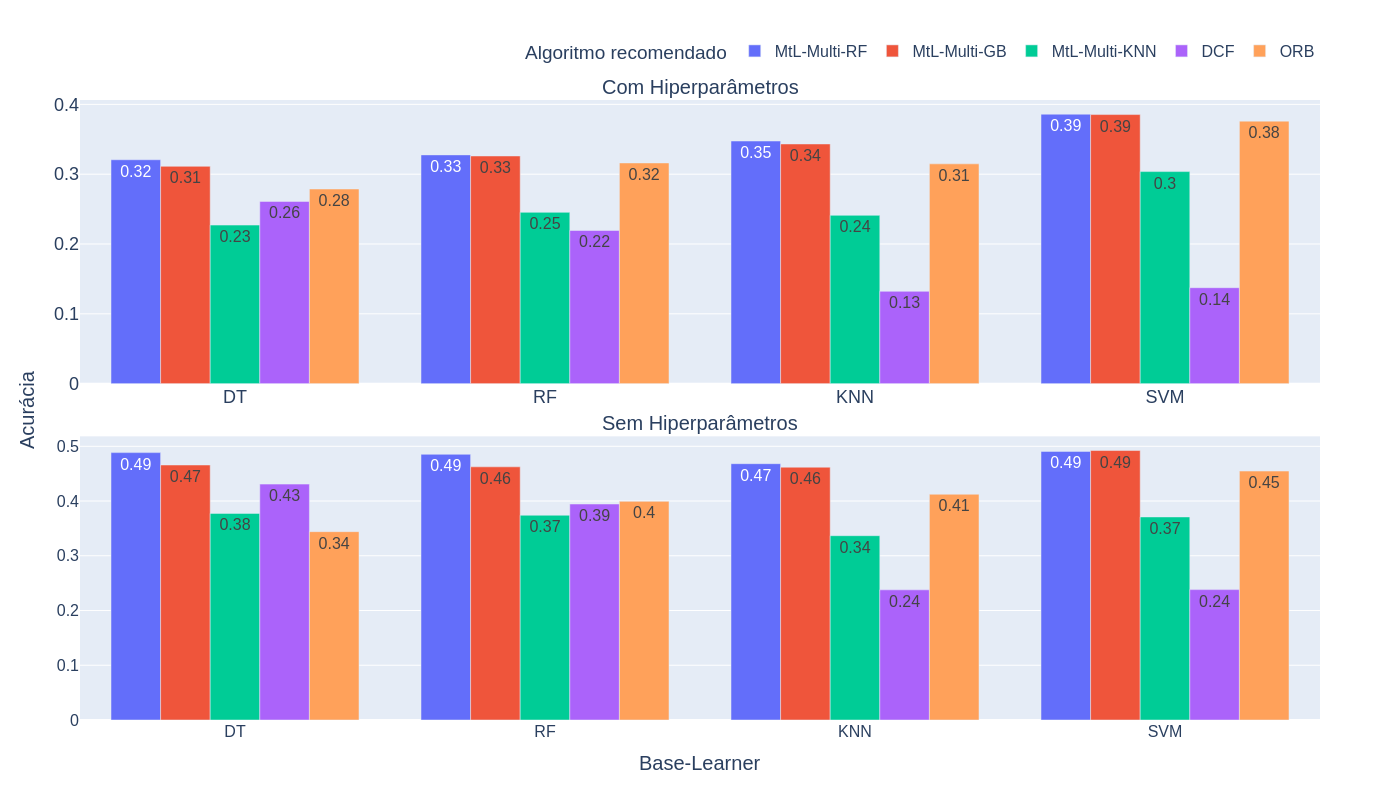 Algoritmo recomendado MtL-Multi-RF MtL-Multi-GB MtL-Multi-KNN DCF ORB
Com Hiperparâmetros
0.4
0.3
0.2
0.1
0
0.32 0.31 0.23 0.26 0.28
0.33 0.33 0.25 0.22 0.32
0.35 0.34 0.24 0.13 0.31
0.39 0.39 0.3 0.14 0.38
DT RF KNN SVM
Acurácia
Sem Hiperparâmetros
0.5
0.4
0.3
0.2
0.1
0
0.49 0.47 0.38 0.43 0.34
0.49 0.46 0.37 0.39 0.4
0.47 0.46 0.34 0.24 0.41
0.49 0.49 0.37 0.24 0.45
DT RF KNN SVM
Base-Learner